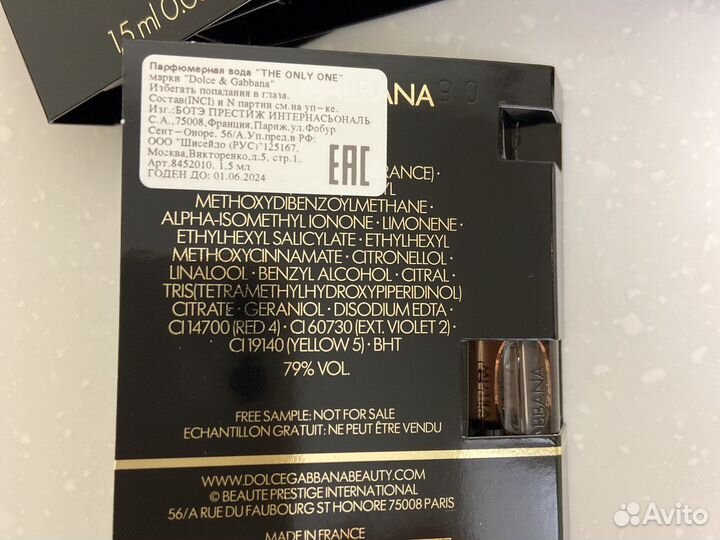 1.5 ml 0.0
Парфюмерная вода "THE ONLY ONE"
марки "Dolce & Gabbana"
Избегать попадания в глаза.
Состав(INCI) и N партии см.на уп-ке.
Изг.:БОТЭ ПРЕСТИЖ ИНТЕРНАСЬОНАЛЬ
С.А.,75008,Франция,Париж,ул.Фобур
Сент-Оноре, 56/А.Уп.пред.в РФ:
ООО "Шисейдо (РУС)"125167,
Москва,Викторенко,д.5, стр.1.
Арт.8452010, 1.5 мл
ГОДЕН ДО: 01.06.2024
EAC
BANA
RANCE) ·
YL
METHOXYDIBENZOYLMETHANE ·
ALPHA-ISOMETHYL IONONE · LIMONENE ·
ETHYLHEXYL SALICYLATE · ETHYLHEXYL
METHOXYCINNAMATE · CITRONELLOL ·
LINALOOL · BENZYL ALCOHOL · CITRAL ·
TRIS(TETRAMETHYLHYDROXYPIPERIDINOL)
CITRATE · GERANIOL · DISODIUM EDTA ·
CI 14700 (RED 4) · CI 60730 (EXT. VIOLET 2) ·
CI 19140 (YELLOW 5) · BHT
79% VOL.
FREE SAMPLE: NOT FOR SALE
ECHANTILLON GRATUIT: NE PEUT ÊTRE VENDU
WWW.DOLCEGABBANABEAUTY.COM
© BEAUTE PRESTIGE INTERNATIONAL
56/A RUE DU FAUBOURG ST HONORE 75008 PARIS
MADE IN FRANCE
ABBANA
Avito